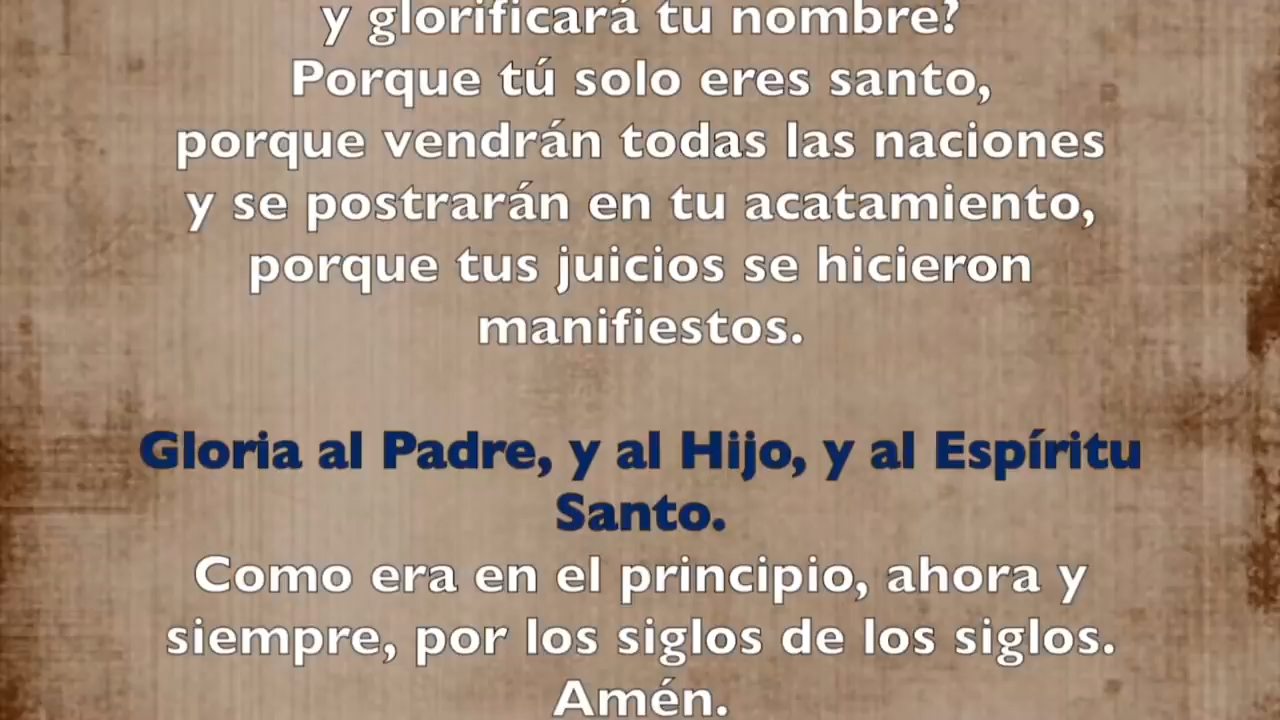 y glorificará tu nombre?
Porque tú solo eres santo,
porque vendrán todas las naciones
y se postrarán en tu acatamiento,
porque tus juicios se hicieron
manifiestos.
Gloria al Padre, y al Hijo, y al Espíritu
Santo.
Como era en el principio, ahora y
siempre, por los siglos de los siglos.
Amén.